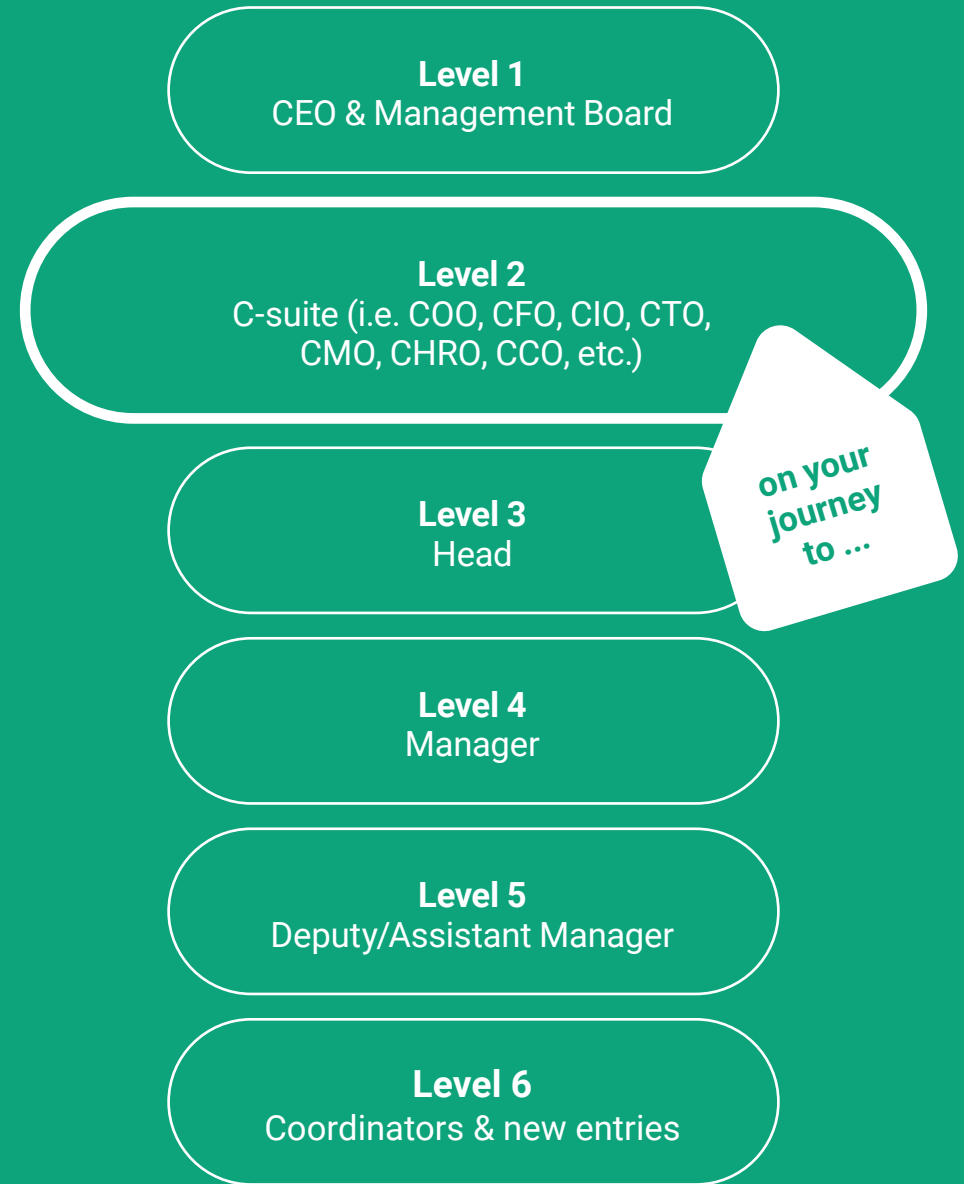 Level 1
CEO & Management Board
Level 2
C-suite (i.e. COO, CFO, CIO, CTO,
CMO, CHRO, CCO, etc.)
on your
journey
to ...
Level 3
Head
Level 4
Manager
Level 5
Deputy/Assistant Manager
Level 6
Coordinators & new entries